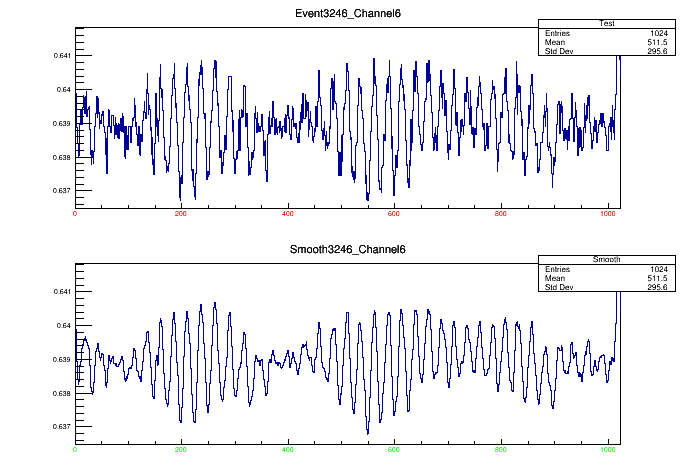 Event3246_Channel6
Test
Entries 1024
Mean 511.5
Std Dev 295.6
0.641
0.64
0.639
0.638
0.637
0 200 400 600 800 1000
Smooth3246_Channel6
Smooth
Entries 1024
Mean 511.5
Std Dev 295.6
0.641
0.64
0.639
0.638
0.637
0 200 400 600 800 1000